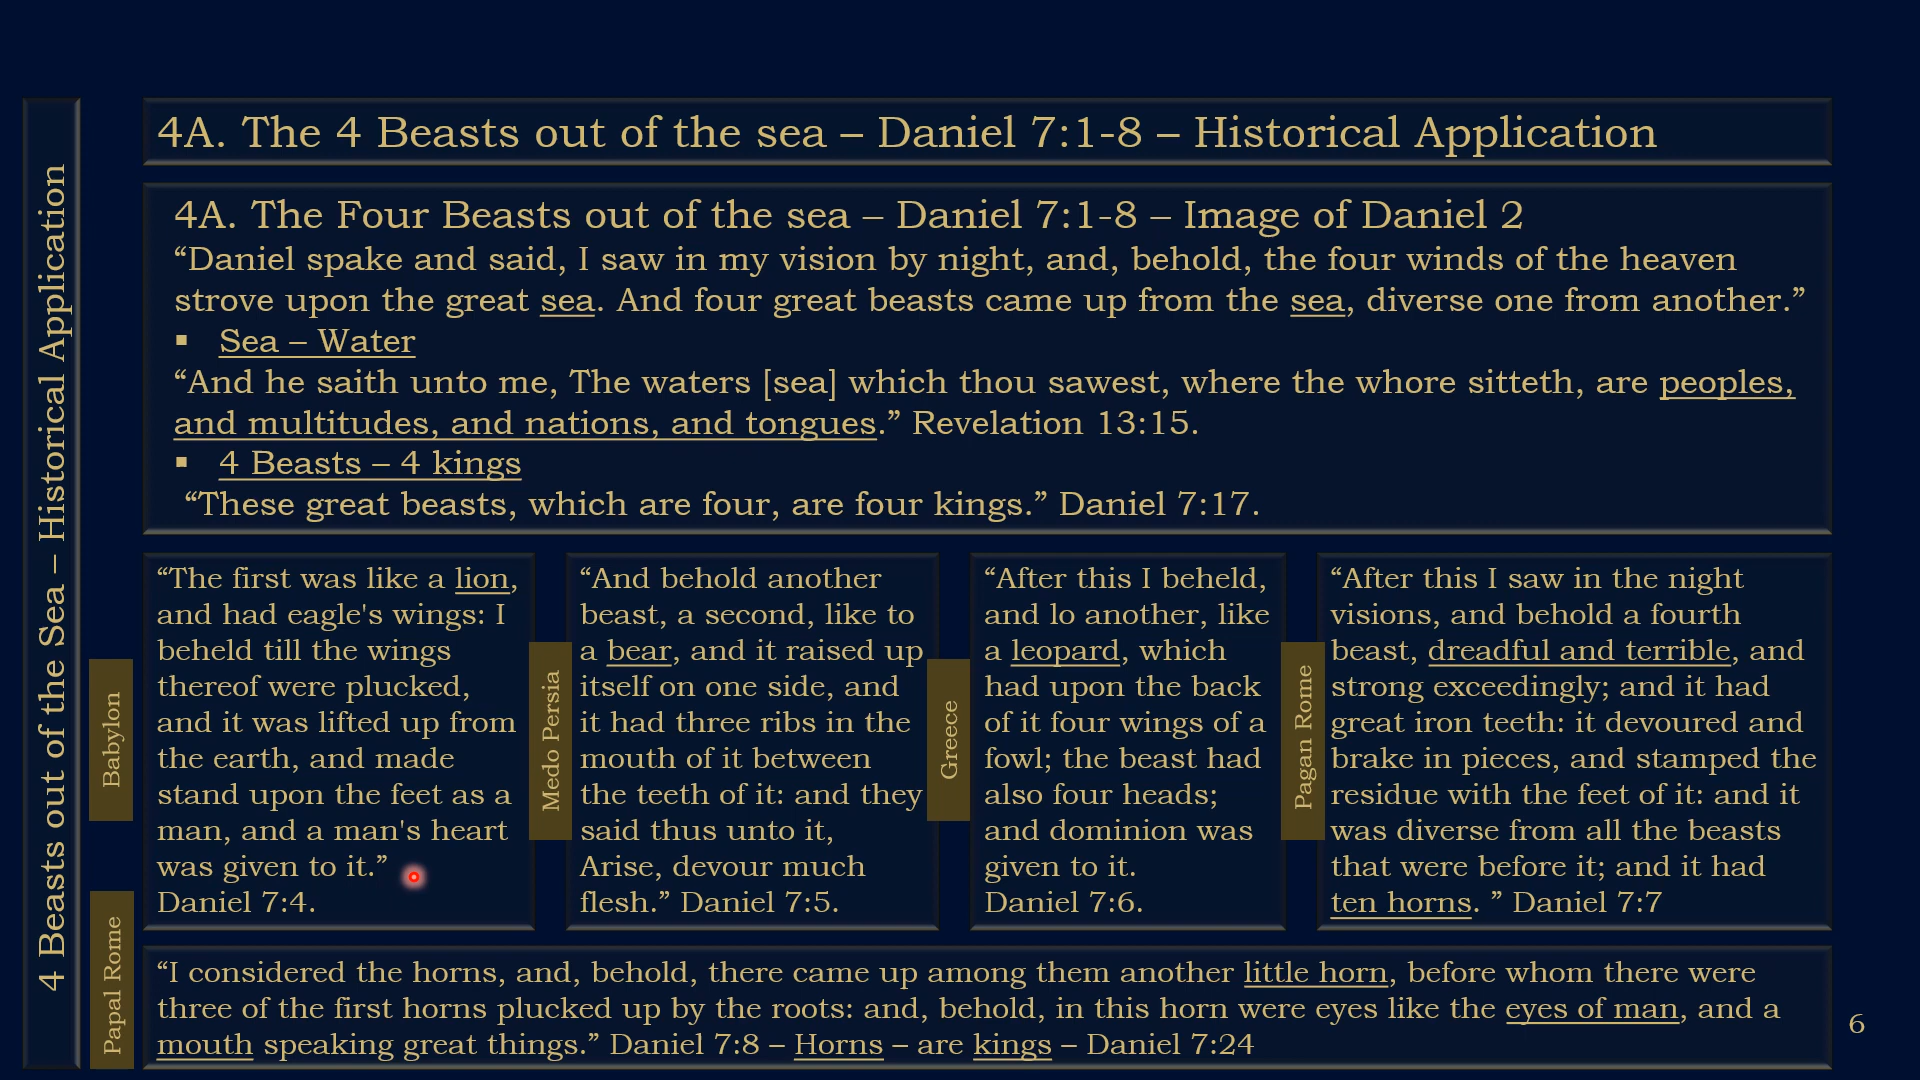 4 Beasts out of the Sea – Historical Application
4A. The 4 Beasts out of the sea – Daniel 7:1-8 – Historical Application
4A. The Four Beasts out of the sea – Daniel 7:1-8 – Image of Daniel 2
“Daniel spake and said, I saw in my vision by night, and, behold, the four winds of the heaven
strove upon the great sea. And four great beasts came up from the sea, diverse one from another.”
▪ Sea – Water
“And he saith unto me, The waters [sea] which thou sawest, where the whore sitteth, are peoples,
and multitudes, and nations, and tongues.” Revelation 13:15.
▪ 4 Beasts – 4 kings
“These great beasts, which are four, are four kings.” Daniel 7:17.
Babylon
“The first was like a lion,
and had eagle's wings: I
beheld till the wings
thereof were plucked,
and it was lifted up from
the earth, and made
stand upon the feet as a
man, and a man's heart
was given to it.”
Daniel 7:4.
Medo Persia
“And behold another
beast, a second, like to
a bear, and it raised up
itself on one side, and
it had three ribs in the
mouth of it between
the teeth of it: and they
said thus unto it,
Arise, devour much
flesh.” Daniel 7:5.
Greece
“After this I beheld,
and lo another, like
a leopard, which
had upon the back
of it four wings of a
fowl; the beast had
also four heads;
and dominion was
given to it.
Daniel 7:6.
Pagan Rome
“After this I saw in the night
visions, and behold a fourth
beast, dreadful and terrible, and
strong exceedingly; and it had
great iron teeth: it devoured and
brake in pieces, and stamped the
residue with the feet of it: and it
was diverse from all the beasts
that were before it; and it had
ten horns. ” Daniel 7:7
Papal Rome
“I considered the horns, and, behold, there came up among them another little horn, before whom there were
three of the first horns plucked up by the roots: and, behold, in this horn were eyes like the eyes of man, and a
mouth speaking great things.” Daniel 7:8 – Horns – are kings – Daniel 7:24
6